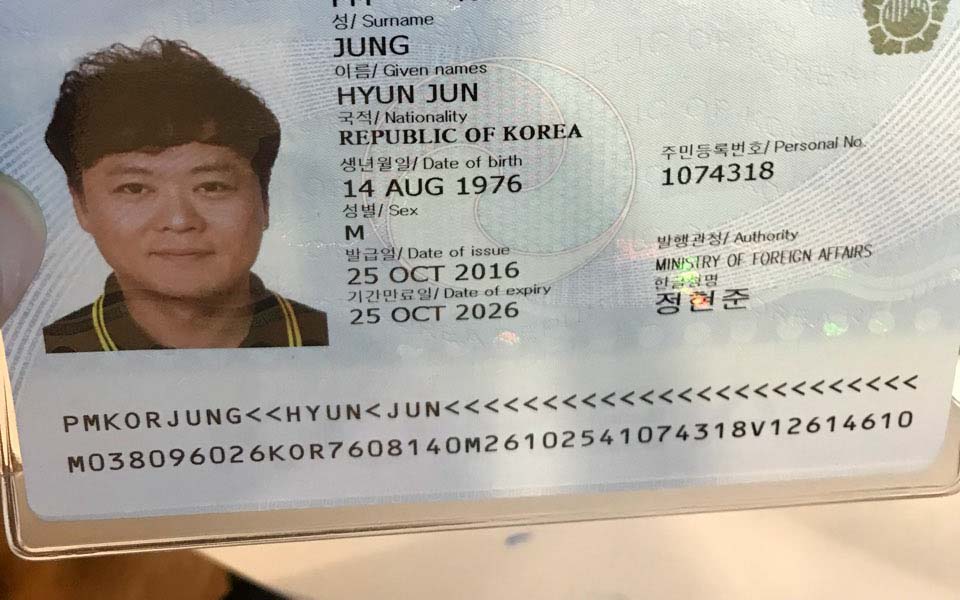 성/ Surname
JUNG
이름/ Given names
HYUN JUN
국적/ Nationality
REPUBLIC OF KOREA
생년월일/ Date of birth
14 AUG 1976
주민등록번호/ Personal No.
1074318
성별/ Sex
M
발급일/ Date of issue
25 OCT 2016
발행관청/ Authority
MINISTRY OF FOREIGN AFFAIRS
기간만료일/ Date of expiry
25 OCT 2026
한글성명
정현준
PMKORJUNG<<HYUN<JUN<<<<<<<<<<<<<<<<<<<<<<<<<
M038096026KOR7608140M26102541074318V12614610